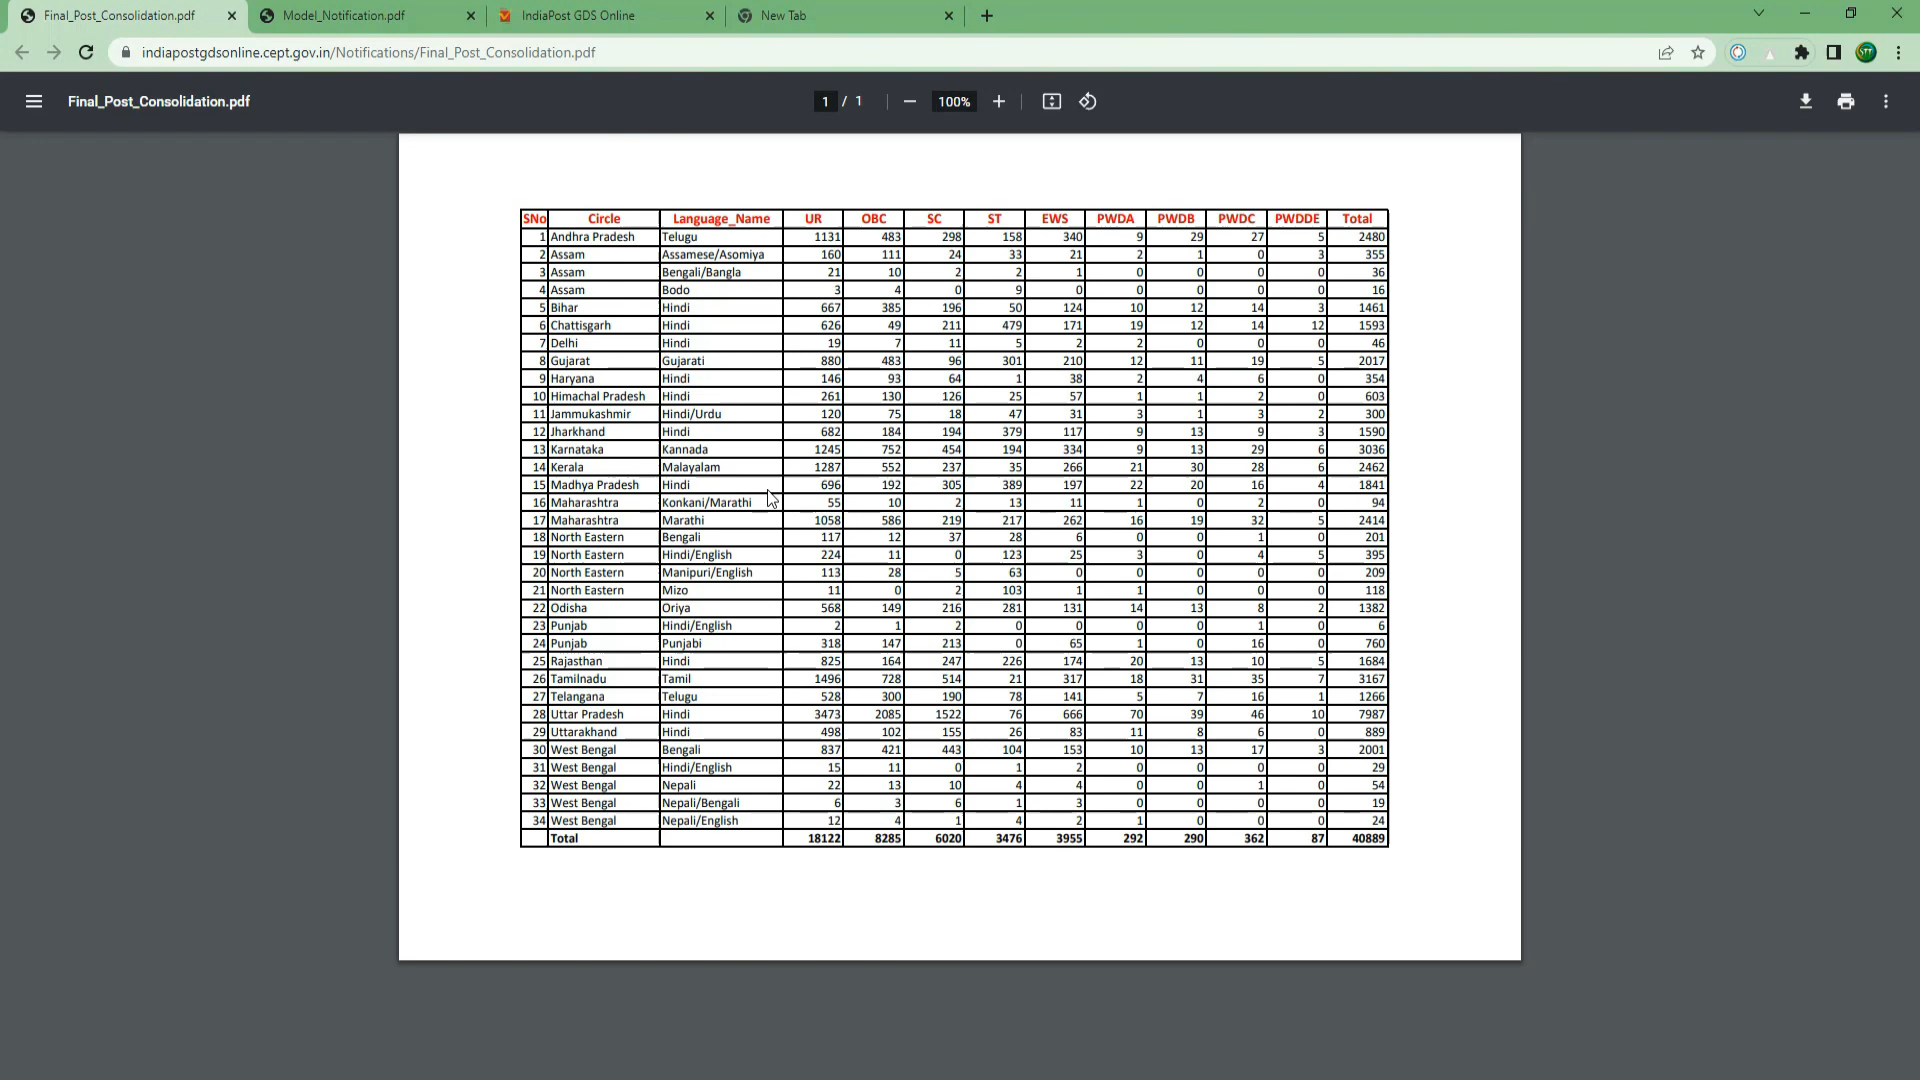 Final_Post_Consolidation.pdf
Model_Notification.pdf
IndiaPost GDS Online
New Tab
indiapostgdsonline.cept.gov.in/Notifications/Final_Post_Consolidation.pdf
STT
Final_Post_Consolidation.pdf
1 / 1
100%
SNo Circle Language_Name UR OBC SC ST EWS PWDA PWDB PWDC PWDDE Total
1 Andhra Pradesh Telugu 1131 483 298 158 340 9 29 27 5 2480
2 Assam Assamese/Asomiya 160 111 24 33 21 2 1 0 3 355
3 Assam Bengali/Bangla 21 10 2 2 1 0 0 0 0 36
4 Assam Bodo 3 4 0 9 0 0 0 0 0 16
5 Bihar Hindi 667 385 196 50 124 10 12 14 3 1461
6 Chattisgarh Hindi 626 49 211 479 171 19 12 14 12 1593
7 Delhi Hindi 19 7 11 5 2 2 0 0 0 46
8 Gujarat Gujarati 880 483 96 301 210 12 11 19 5 2017
9 Haryana Hindi 146 93 64 1 38 2 4 6 0 354
10 Himachal Pradesh Hindi 261 130 126 25 57 1 1 2 0 603
11 Jammukashmir Hindi/Urdu 120 75 18 47 31 3 1 3 2 300
12 Jharkhand Hindi 682 184 194 379 117 9 13 9 3 1590
13 Karnataka Kannada 1245 752 454 194 334 9 13 29 6 3036
14 Kerala Malayalam 1287 552 237 35 266 21 30 28 6 2462
15 Madhya Pradesh Hindi 696 192 305 389 197 22 20 16 4 1841
16 Maharashtra Konkani/Marathi 55 10 2 13 11 1 0 2 0 94
17 Maharashtra Marathi 1058 586 219 217 262 16 19 32 5 2414
18 North Eastern Bengali 117 12 37 28 6 0 0 1 0 201
19 North Eastern Hindi/English 224 11 0 123 25 3 0 4 5 395
20 North Eastern Manipuri/English 113 28 5 63 0 0 0 0 0 209
21 North Eastern Mizo 11 0 2 103 1 1 0 0 0 118
22 Odisha Oriya 568 149 216 281 131 14 13 8 2 1382
23 Punjab Hindi/English 2 1 2 0 0 0 0 1 0 6
24 Punjab Punjabi 318 147 213 0 65 1 0 16 0 760
25 Rajasthan Hindi 825 164 247 226 174 20 13 10 5 1684
26 Tamilnadu Tamil 1496 728 514 21 317 18 31 35 7 3167
27 Telangana Telugu 528 300 190 78 141 5 7 16 1 1266
28 Uttar Pradesh Hindi 3473 2085 1522 76 666 70 39 46 10 7987
29 Uttarakhand Hindi 498 102 155 26 83 11 8 6 0 889
30 West Bengal Bengali 837 421 443 104 153 10 13 17 3 2001
31 West Bengal Hindi/English 15 11 0 1 2 0 0 0 0 29
32 West Bengal Nepali 22 13 10 4 4 0 0 1 0 54
33 West Bengal Nepali/Bengali 6 3 6 1 3 0 0 0 0 19
34 West Bengal Nepali/English 12 4 1 4 2 1 0 0 0 24
Total 18122 8285 6020 3476 3955 292 290 362 87 40889